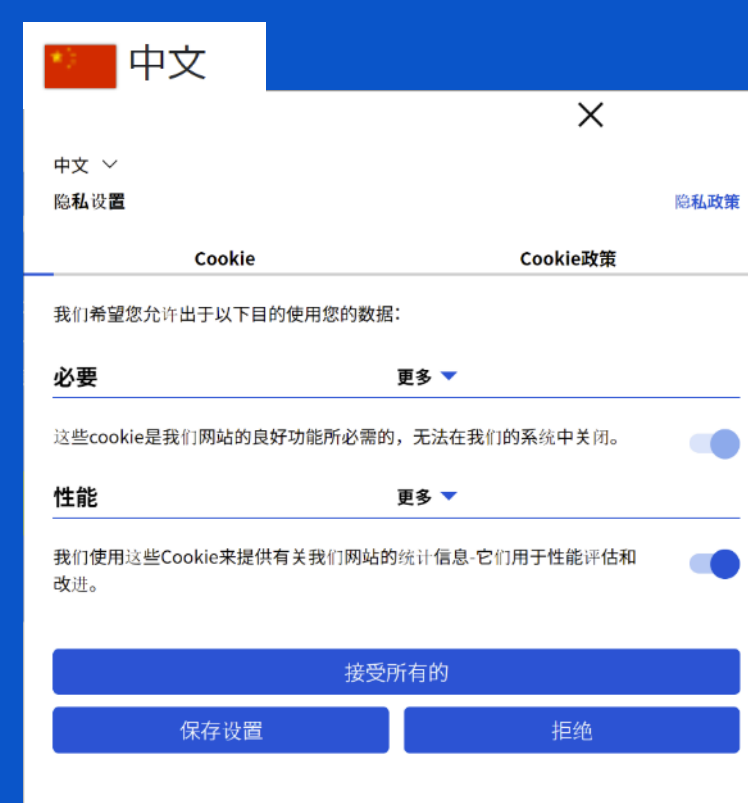 中文
中文
隐私设置
隐私政策
Cookie
Cookie政策
我们希望您允许出于以下目的使用您的数据：
必要
更多
这些cookie是我们网站的良好功能所必需的，无法在我们的系统中关闭。
性能
更多
我们使用这些Cookie来提供有关我们网站的统计信息-它们用于性能评估和
改进。
接受所有的
保存设置
拒绝